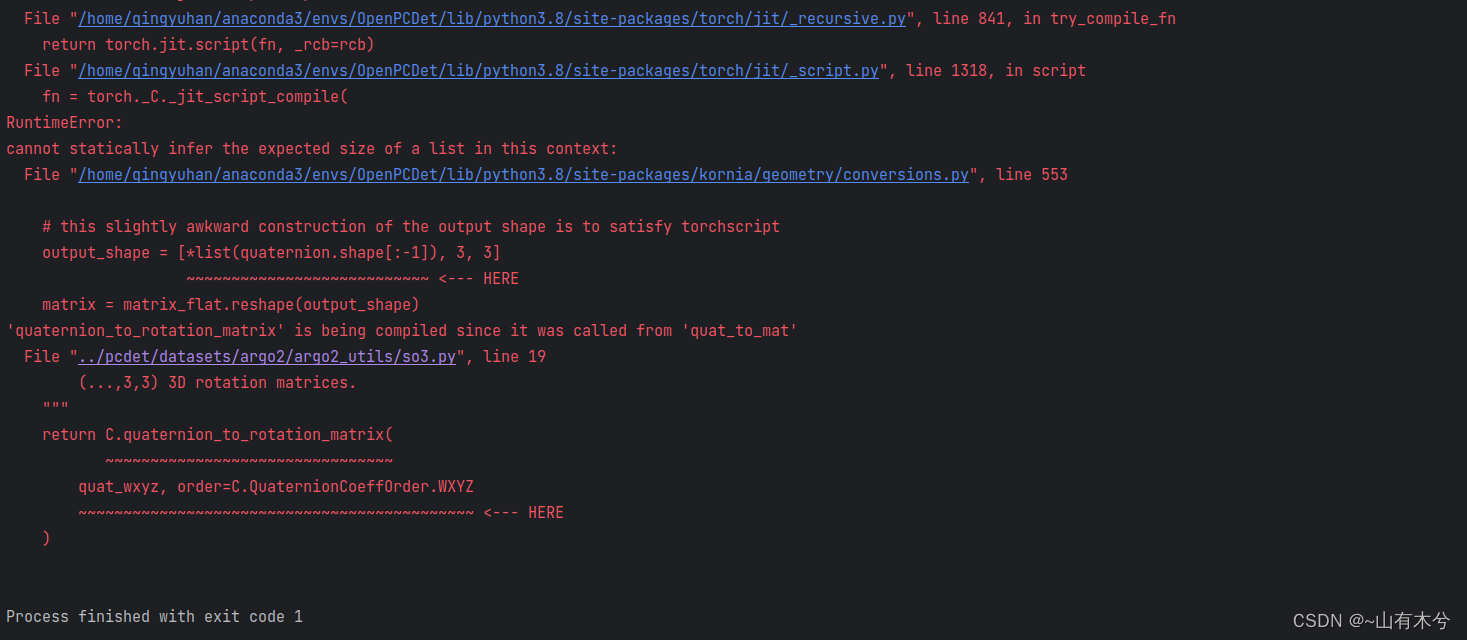 File "/home/qingyuhan/anaconda3/envs/OpenPCDet/lib/python3.8/site-packages/torch/jit/_recursive.py", line 841, in try_compile_fn
return torch.jit.script(fn, _rcb=rcb)
File "/home/qingyuhan/anaconda3/envs/OpenPCDet/lib/python3.8/site-packages/torch/jit/_script.py", line 1318, in script
fn = torch._C._jit_script_compile(
RuntimeError:
cannot statically infer the expected size of a list in this context:
File "/home/qingyuhan/anaconda3/envs/OpenPCDet/lib/python3.8/site-packages/kornia/geometry/conversions.py", line 553
# this slightly awkward construction of the output shape is to satisfy torchscript
output_shape = [*list(quaternion.shape[:-1]), 3, 3]
~~~~~~~~~~~~~~~~~~~~~~~~~~~ <--- HERE
matrix = matrix_flat.reshape(output_shape)
'quaternion_to_rotation_matrix' is being compiled since it was called from 'quat_to_mat'
File "../pcdet/datasets/argo2/argo2_utils/so3.py", line 19
(...,3,3) 3D rotation matrices.
"""
return C.quaternion_to_rotation_matrix(
~~~~~~~~~~~~~~~~~~~~~~~~~~~~~~~~
quat_wxyz, order=C.QuaternionCoeffOrder.WXYZ
~~~~~~~~~~~~~~~~~~~~~~~~~~~~~~~~~~~~~~~~~~~~ <--- HERE
)
Process finished with exit code 1
CSDN @~山有木兮